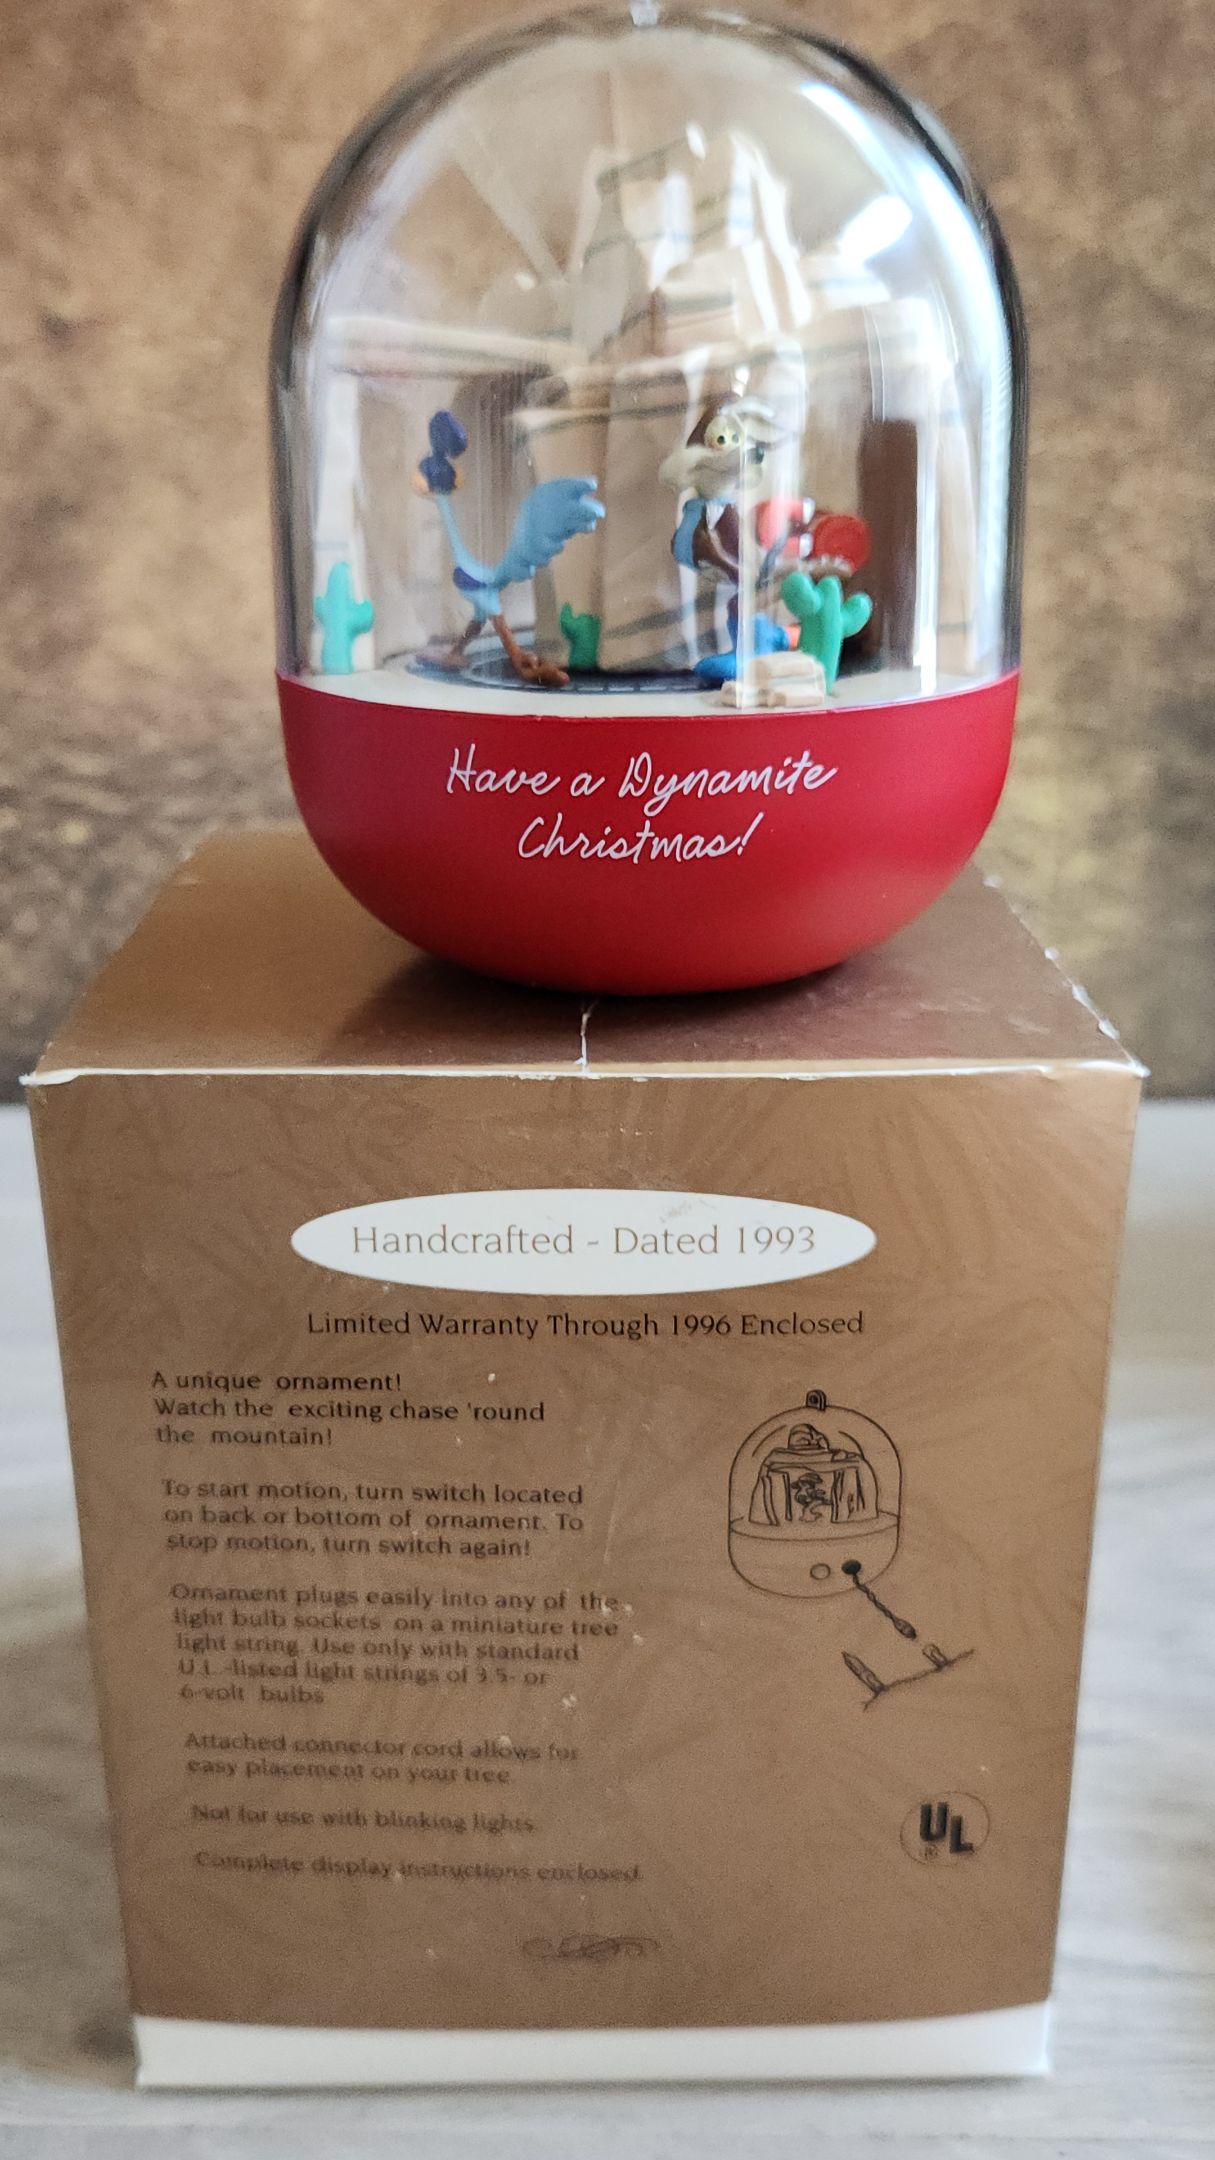 Have a Dynamite
Christmas!
Handcrafted - Dated 1993
Limited Warranty Through 1996 Enclosed
A unique ornament!
Watch the exciting chase 'round
the mountain!
To start motion, turn switch located
on back or bottom of ornament. To
stop motion, turn switch again!
Ornament plugs easily into any of the
light bulb sockets on a miniature tree
light string. Use only with standard
U.L.-listed light strings of 3.5- or
6-volt bulbs
Attached connector cord allows for
easy placement on your tree
Not for use with blinking lights
Complete display instructions enclosed.
UL
®